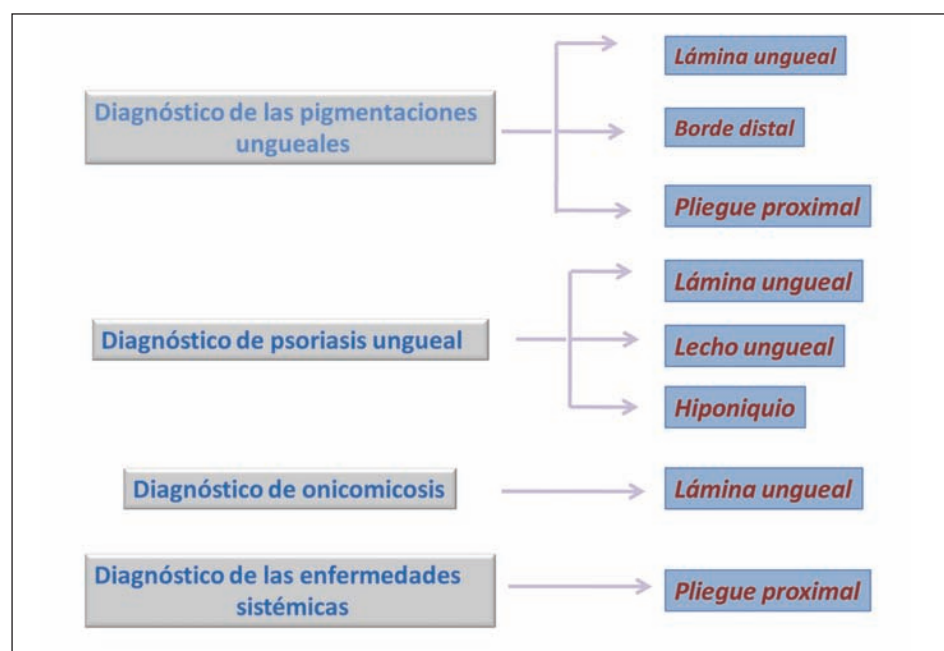 Diagnóstico de las pigmentaciones
ungueales
Lámina ungueal
Borde distal
Pliegue proximal
Diagnóstico de psoriasis ungueal
Lámina ungueal
Lecho ungueal
Hiponiquio
Diagnóstico de onicomicosis
Lámina ungueal
Diagnóstico de las enfermedades
sistémicas
Pliegue proximal